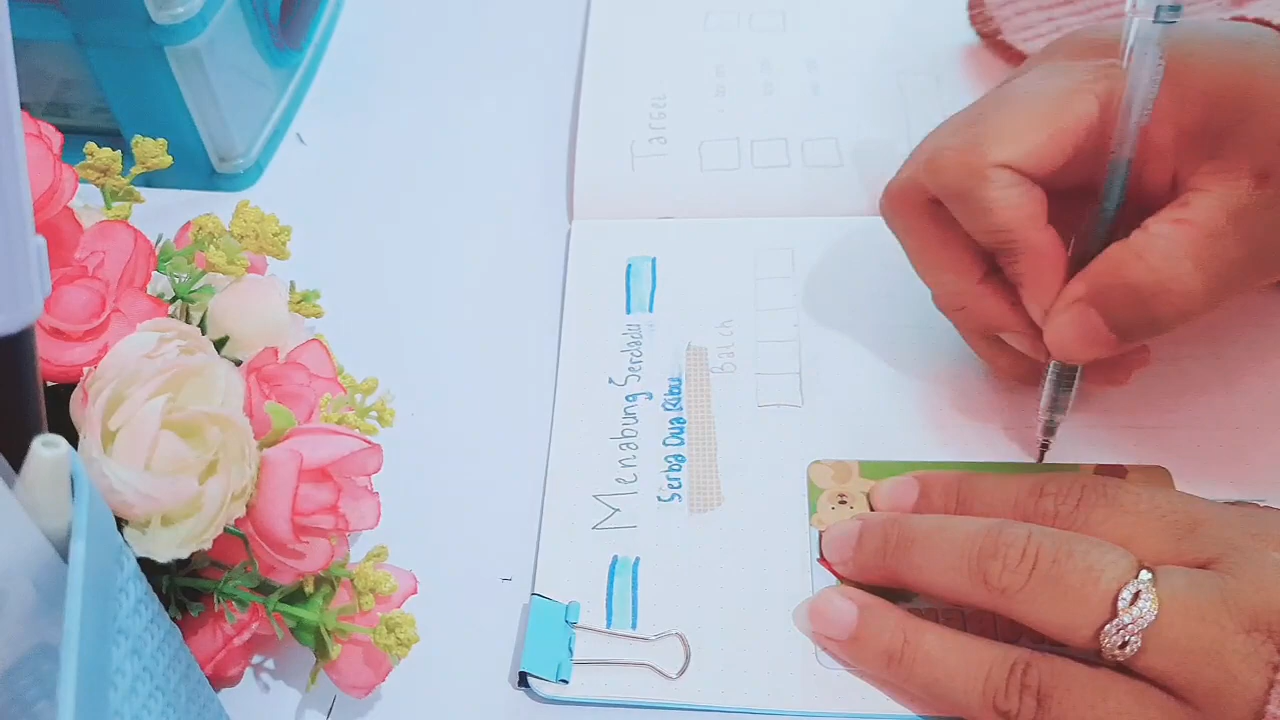 Menabung Serdadu
Serba Dua Ribu
Batch
Target